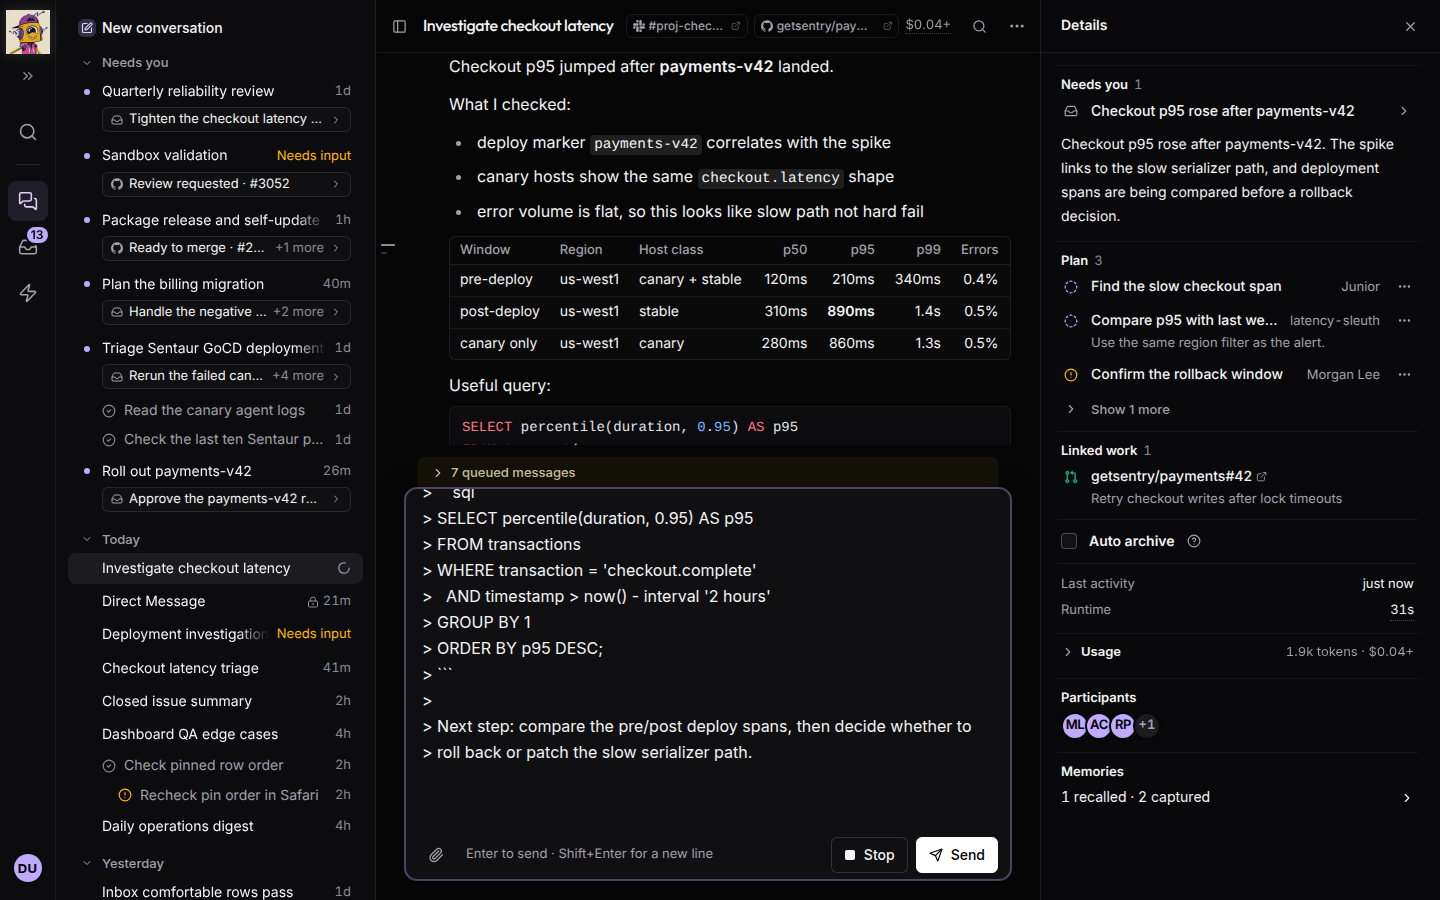 New conversation
Needs you
Quarterly reliability review 1d
Tighten the checkout latency ...
Sandbox validation Needs input
Review requested · #3052
Package release and self-update 1h
Ready to merge · #2... +1 more
Plan the billing migration 40m
Handle the negative ... +2 more
Triage Sentaur GoCD deployment 1d
Rerun the failed can... +4 more
Read the canary agent logs 1d
Check the last ten Sentaur p... 1d
Roll out payments-v42 26m
Approve the payments-v42 r...
Today
Investigate checkout latency
Direct Message 21m
Deployment investigation Needs input
Checkout latency triage 41m
Closed issue summary 2h
Dashboard QA edge cases 4h
Check pinned row order 2h
Recheck pin order in Safari 2h
Daily operations digest 4h
Yesterday
Inbox comfortable rows pass 1d
13
DU
Investigate checkout latency #proj-chec... getsentry/pay... $0.04+
Checkout p95 jumped after payments-v42 landed.
What I checked:
deploy marker payments-v42 correlates with the spike
canary hosts show the same checkout.latency shape
error volume is flat, so this looks like slow path not hard fail
Window Region Host class p50 p95 p99 Errors
pre-deploy us-west1 canary + stable 120ms 210ms 340ms 0.4%
post-deploy us-west1 stable 310ms 890ms 1.4s 0.5%
canary only us-west1 canary 280ms 860ms 1.3s 0.5%
Useful query:
SELECT percentile(duration, 0.95) AS p95
7 queued messages
> sql
> SELECT percentile(duration, 0.95) AS p95
> FROM transactions
> WHERE transaction = 'checkout.complete'
> AND timestamp > now() - interval '2 hours'
> GROUP BY 1
> ORDER BY p95 DESC;
> ```
>
> Next step: compare the pre/post deploy spans, then decide whether to
> roll back or patch the slow serializer path.
Enter to send · Shift+Enter for a new line
Stop
Send
Details
Needs you 1
Checkout p95 rose after payments-v42
Checkout p95 rose after payments-v42. The spike
links to the slow serializer path, and deployment
spans are being compared before a rollback
decision.
Plan 3
Find the slow checkout span Junior
Compare p95 with last we... latency-sleuth
Use the same region filter as the alert.
Confirm the rollback window Morgan Lee
Show 1 more
Linked work 1
getsentry/payments#42
Retry checkout writes after lock timeouts
Auto archive
Last activity just now
Runtime 31s
Usage 1.9k tokens · $0.04+
Participants
ML AC RP +1
Memories
1 recalled · 2 captured